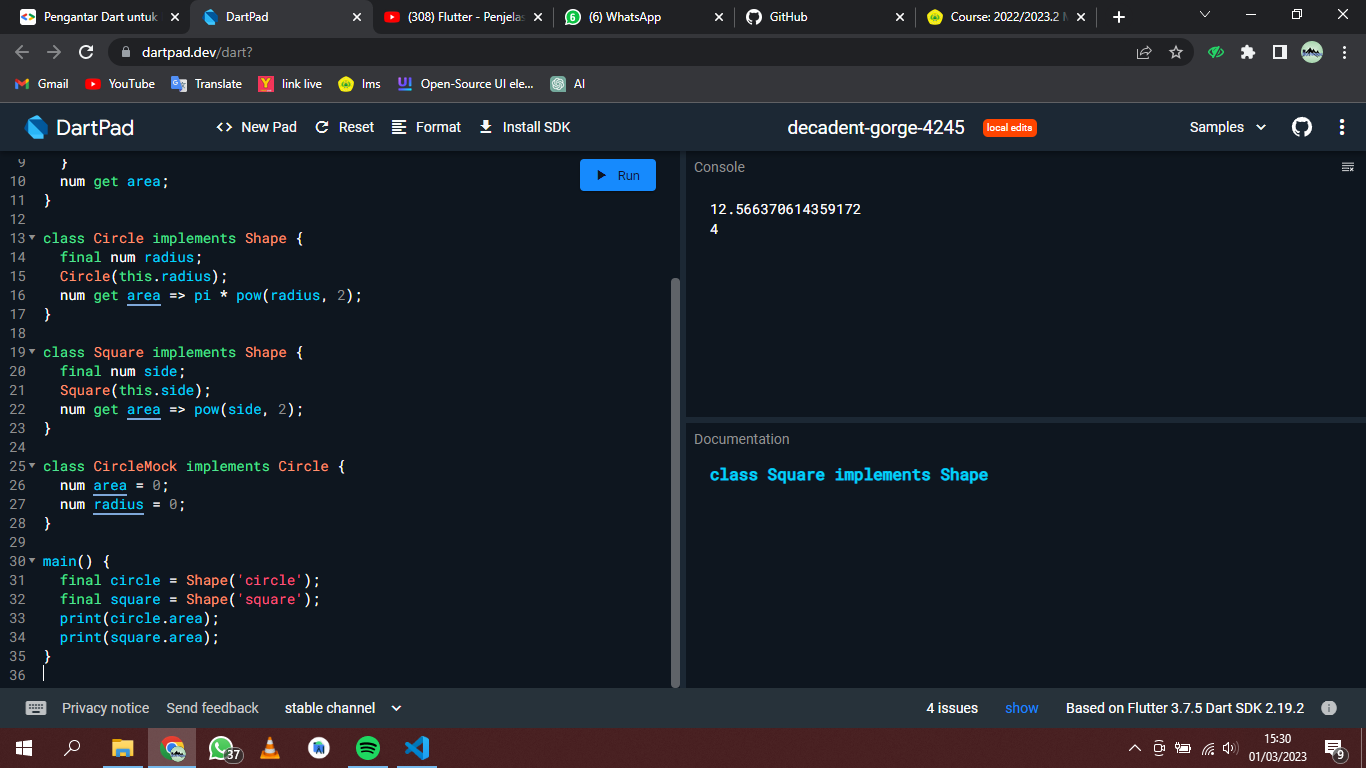 Pengantar Dart untuk
DartPad
(308) Flutter - Penjelas
(6) WhatsApp
GitHub
Course: 2022/2023.2
dartpad.dev/dart?
Gmail
YouTube
Translate
link live
lms
Open-Source UI ele...
AI
DartPad
<> New Pad
Reset
Format
Install SDK
decadent-gorge-4245
local edits
Samples
9 }
10 num get area;
11 }
12
13 class Circle implements Shape {
14 final num radius;
15 Circle(this.radius);
16 num get area => pi * pow(radius, 2);
17 }
18
19 class Square implements Shape {
20 final num side;
21 Square(this.side);
22 num get area => pow(side, 2);
23 }
24
25 class CircleMock implements Circle {
26 num area = 0;
27 num radius = 0;
28 }
29
30 main() {
31 final circle = Shape('circle');
32 final square = Shape('square');
33 print(circle.area);
34 print(square.area);
35 }
36
Run
Console
12.566370614359172
4
Documentation
class Square implements Shape
Privacy notice
Send feedback
stable channel
4 issues
show
Based on Flutter 3.7.5 Dart SDK 2.19.2
37
15:30
01/03/2023
9